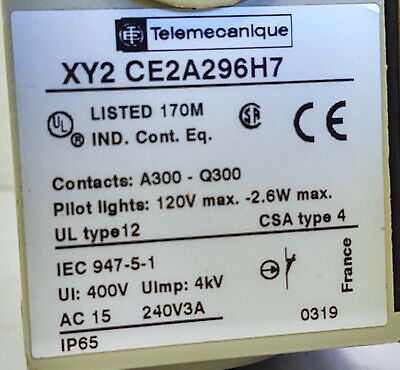 Telemecanique
XY2 CE2A296H7
UL ® LISTED 170M
IND. Cont. Eq.
Contacts: A300 - Q300
Pilot lights: 120V max. -2.6W max.
UL type12 CSA type 4
IEC 947-5-1
UI: 400V UImp: 4kV
AC 15 240V3A
IP65
France
0319